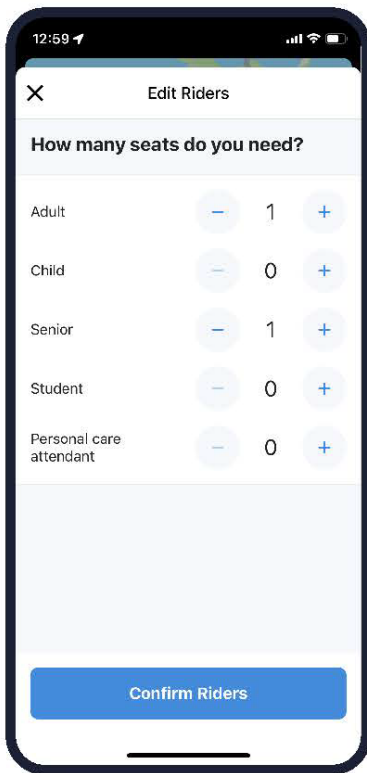 12:59
Edit Riders
How many seats do you need?
Adult 1
Child 0
Senior 1
Student 0
Personal care
attendant 0
Confirm Riders